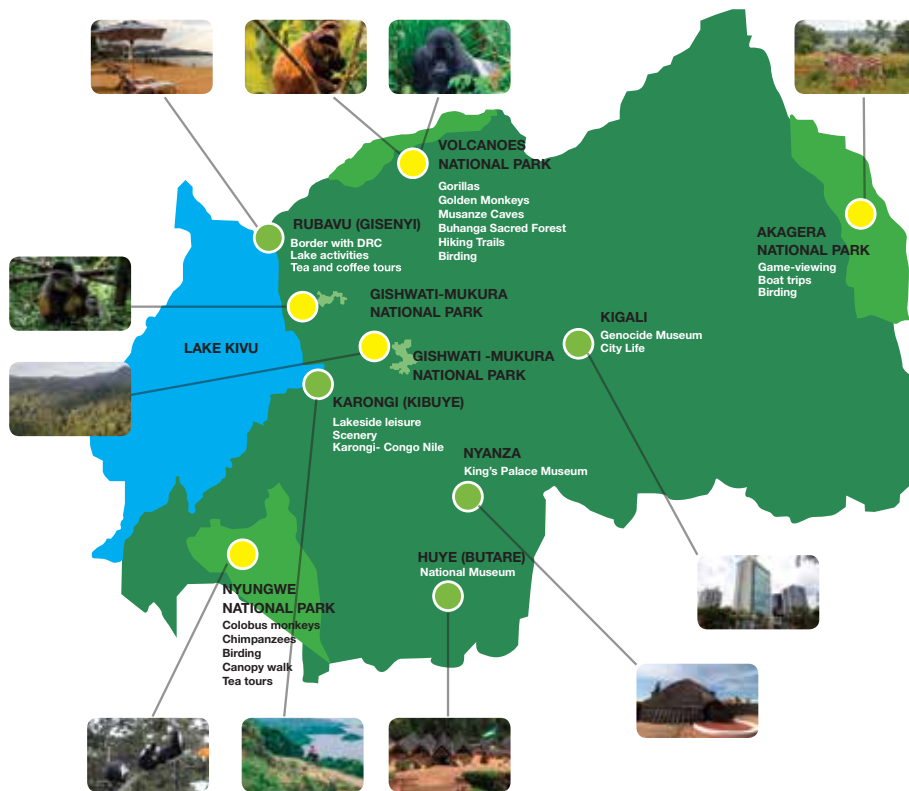 VOLCANOES
NATIONAL PARK
Gorillas
Golden Monkeys
Musanze Caves
Buhanga Sacred Forest
Hiking Trails
Birding
RUBAVU (GISENYI)
Border with DRC
Lake activities
Tea and coffee tours
AKAGERA
NATIONAL PARK
Game-viewing
Boat trips
Birding
GISHWATI-MUKURA
NATIONAL PARK
KIGALI
Genocide Museum
City Life
LAKE KIVU
GISHWATI -MUKURA
NATIONAL PARK
KARONGI (KIBUYE)
Lakeside leisure
Scenery
Karongi- Congo Nile
NYANZA
King's Palace Museum
HUYE (BUTARE)
National Museum
NYUNGWE
NATIONAL PARK
Colobus monkeys
Chimpanzees
Birding
Canopy walk
Tea tours